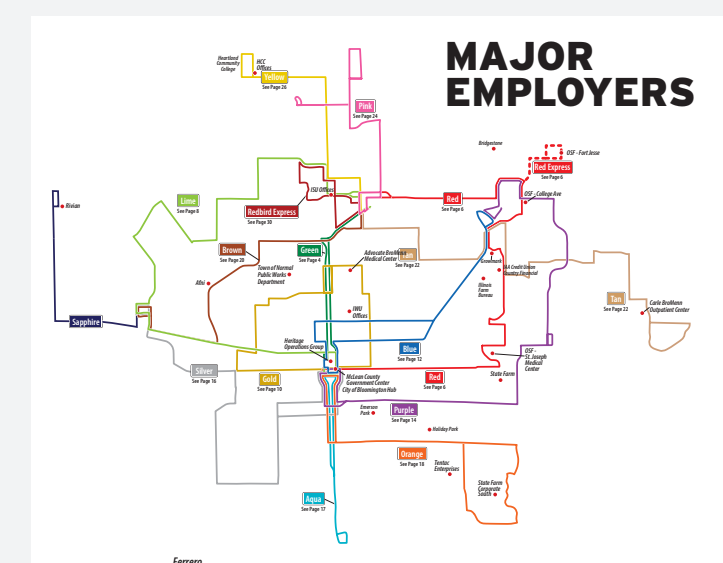 MAJOR
EMPLOYERS
Heartland
Community
College
HCC
Offices
Yellow
See Page 26
Pink
See Page 24
Bridgestone
OSF - Fort Jesse
Red Express
See Page 6
OSF - College Ave
Red
See Page 6
ISU Offices
Lime
See Page 8
Redbird Express
See Page 30
Rivian
Brown
See Page 28
Green
See Page 4
Advocate BroMenn
Medical Center
Tan
See Page 22
Growmark
Country Financial
Illinois
Farm
Bureau
Town of Normal
Public Works
Department
Afni
Tan
See Page 22
Carle BroMenn
Outpatient Center
IWU
Offices
Sapphire
Heritage
Operations Group
Blue
See Page 12
OSF -
St. Joseph
Medical
Center
Silver
See Page 16
Gold
See Page 10
McLean County
Government Center
City of Bloomington Hub
Red
See Page 6
State Farm
Emerson
Park
Purple
See Page 14
Holiday Park
Orange
See Page 18
Tentac
Enterprises
State Farm
Corporate
South
Aqua
See Page 17
Ferrero